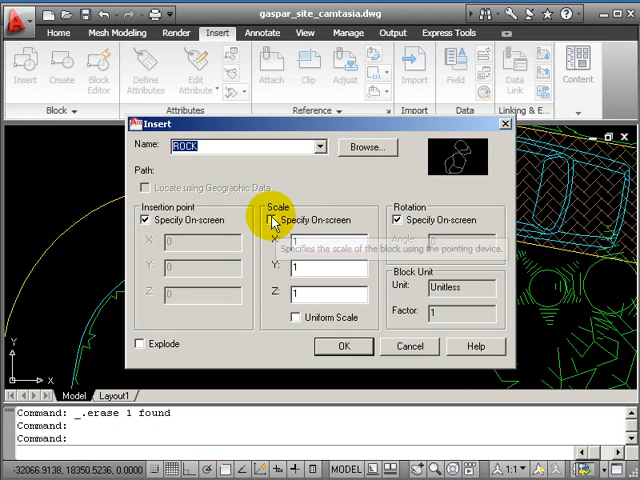 gaspar_site_camtasia.dwg
Home Mesh Modeling Render Insert Annotate View Manage Output Express Tools
Insert Create Block Editor Define Attributes Edit Attributes Attach Clip Adjust Import Field Data Link Content
Block Attributes Reference Import Linking & E...
Insert
Name: ROCK Browse...
Path:
Locate using Geographic Data
Insertion point Scale Rotation
Specify On-screen Specify On-screen Specify On-screen
X: 0 X: 1 Angle: 0
Specifies the scale of the block using the pointing device.
Y: 0 Y: 1 Block Unit
Unit: Unitless
Z: 0 Z: 1
Factor: 1
Uniform Scale
Explode OK Cancel Help
Y
X
Model Layout1
Command: _.erase 1 found
Command:
Command:
-32066.9138, 18350.5236, 0.0000 MODEL 1:1